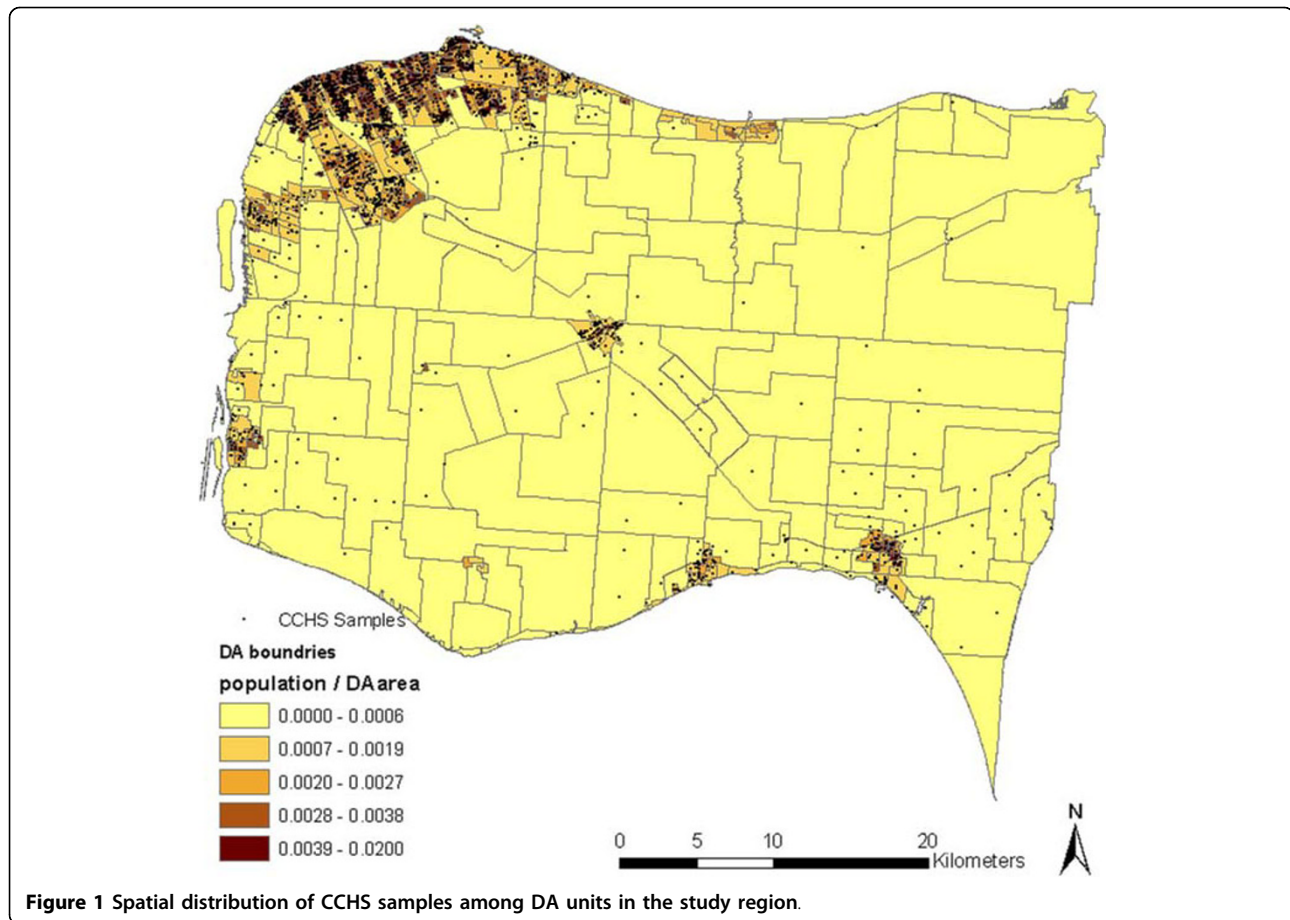 CCHS Samples
DA boundries
population / DA area
0.0000 - 0.0006
0.0007 - 0.0019
0.0020 - 0.0027
0.0028 - 0.0038
0.0039 - 0.0200
0 5 10 20
Kilometers
N
Figure 1 Spatial distribution of CCHS samples among DA units in the study region.